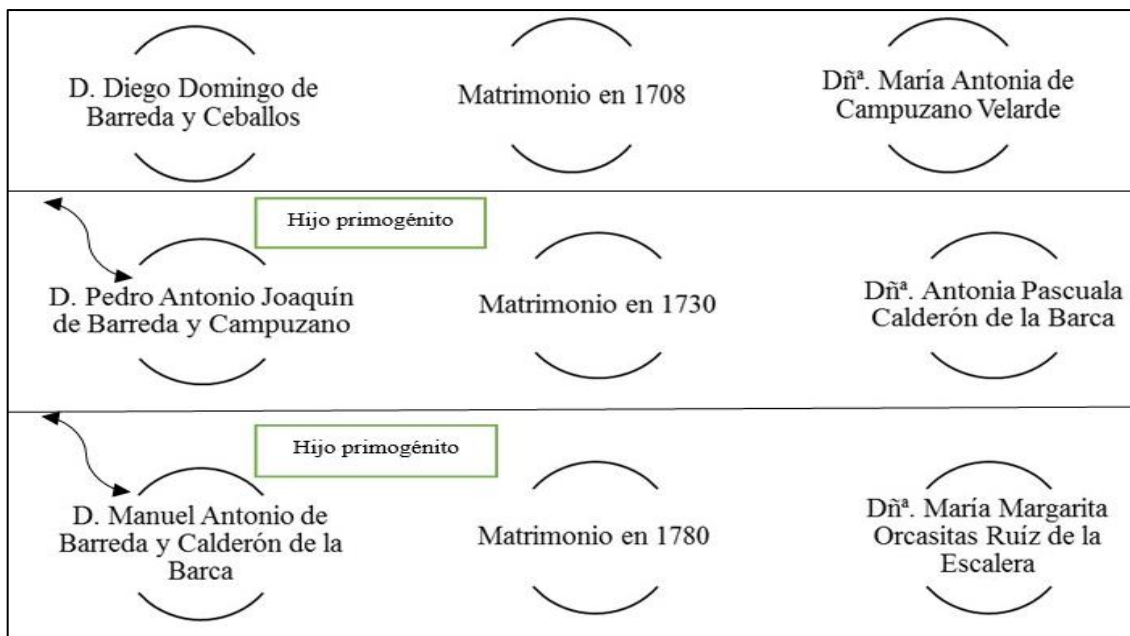 D. Diego Domingo de
Barreda y Ceballos
Matrimonio en 1708
Dñª. María Antonia de
Campuzano Velarde
Hijo primogénito
D. Pedro Antonio Joaquín
de Barreda y Campuzano
Matrimonio en 1730
Dñª. Antonia Pascuala
Calderón de la Barca
Hijo primogénito
D. Manuel Antonio de
Barreda y Calderón de la
Barca
Matrimonio en 1780
Dñª. María Margarita
Orcasitas Ruíz de la
Escalera